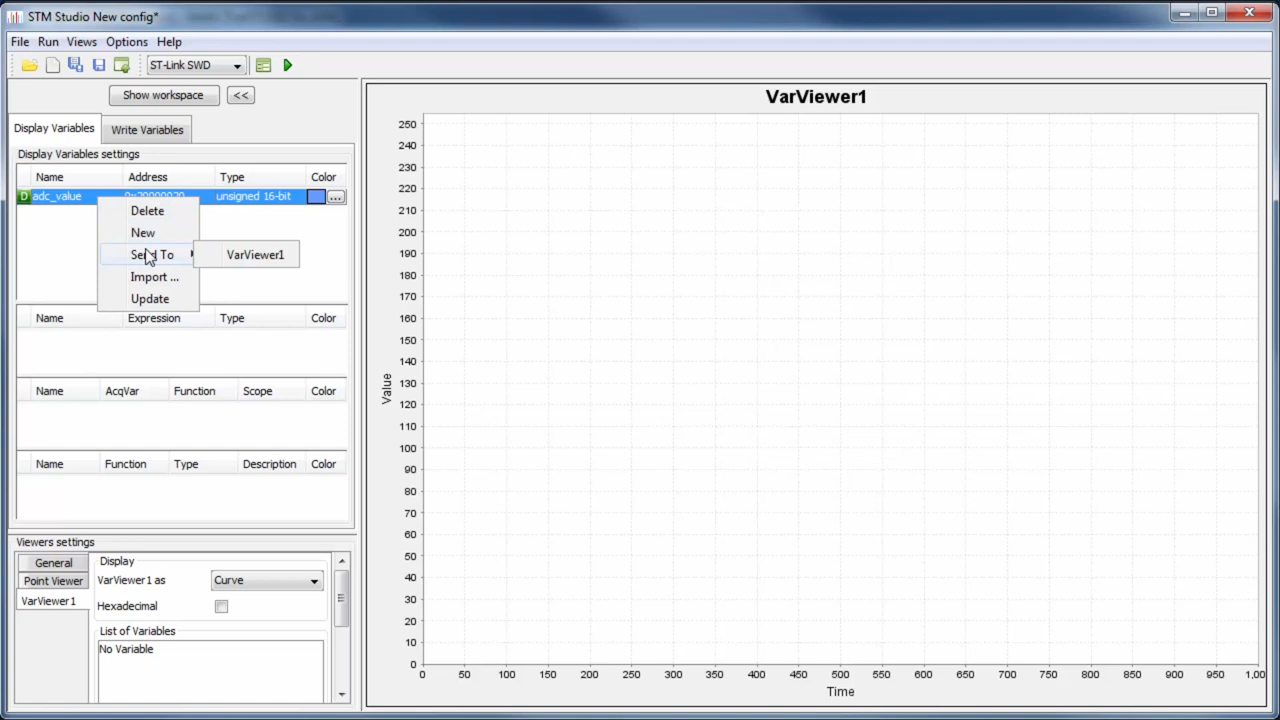 STM Studio New config*
File Run Views Options Help
ST-Link SWD
Show workspace <<
Display Variables Write Variables
Display Variables settings
Name Address Type Color
D adc_value 0x20000020 unsigned 16-bit ...
Delete
New
Send To VarViewer1
Import ...
Update
Name Expression Type Color
Name AcqVar Function Scope Color
Name Function Type Description Color
Viewers settings
General
Point Viewer
VarViewer1
Display
VarViewer1 as Curve
Hexadecimal
List of Variables
No Variable
VarViewer1
250
240
230
220
210
200
190
180
170
160
150
140
130
120
110
100
90
80
70
60
50
40
30
20
10
0
Value
0 50 100 150 200 250 300 350 400 450 500 550 600 650 700 750 800 850 900 950 1,00
Time